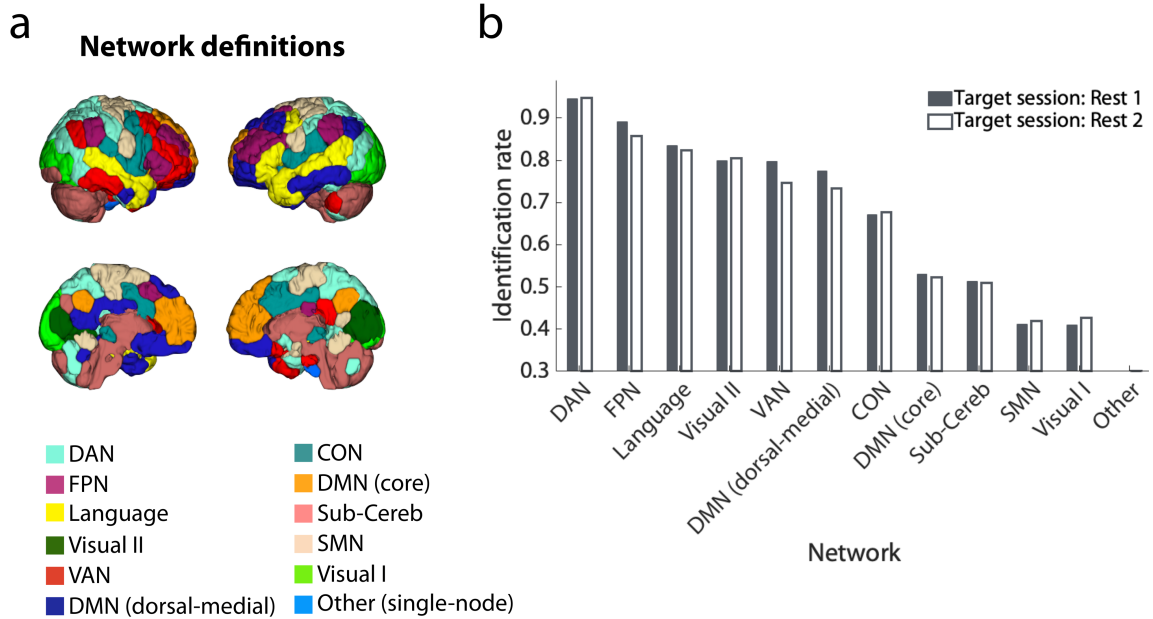 a
Network definitions
DAN
FPN
Language
Visual II
VAN
DMN (dorsal-medial)
CON
DMN (core)
Sub-Cereb
SMN
Visual I
Other (single-node)
b
Target session: Rest 1
Target session: Rest 2
Identification rate
0.9
0.8
0.7
0.6
0.5
0.4
0.3
DAN
FPN
Language
Visual II
VAN
DMN (dorsal-medial)
CON
DMN (core)
Sub-Cereb
SMN
Visual I
Other
Network